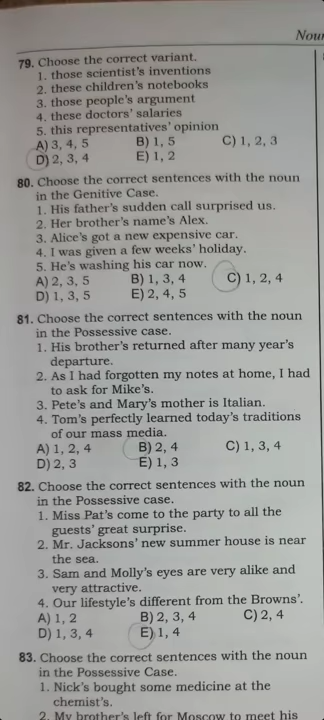 Nour
79. Choose the correct variant.
1. those scientist's inventions
2. these children's notebooks
3. those people's argument
4. these doctors' salaries
5. this representatives' opinion
A) 3, 4, 5 B) 1, 5 C) 1, 2, 3
D) 2, 3, 4 E) 1, 2
80. Choose the correct sentences with the noun
in the Genitive Case.
1. His father's sudden call surprised us.
2. Her brother's name's Alex.
3. Alice's got a new expensive car.
4. I was given a few weeks' holiday.
5. He's washing his car now.
A) 2, 3, 5 B) 1, 3, 4 C) 1, 2, 4
D) 1, 3, 5 E) 2, 4, 5
81. Choose the correct sentences with the noun
in the Possessive case.
1. His brother's returned after many year's
departure.
2. As I had forgotten my notes at home, I had
to ask for Mike's.
3. Pete's and Mary's mother is Italian.
4. Tom's perfectly learned today's traditions
of our mass media.
A) 1, 2, 4 B) 2, 4 C) 1, 3, 4
D) 2, 3 E) 1, 3
82. Choose the correct sentences with the noun
in the Possessive case.
1. Miss Pat's come to the party to all the
guests' great surprise.
2. Mr. Jacksons' new summer house is near
the sea.
3. Sam and Molly's eyes are very alike and
very attractive.
4. Our lifestyle's different from the Browns'.
A) 1, 2 B) 2, 3, 4 C) 2, 4
D) 1, 3, 4 E) 1, 4
83. Choose the correct sentences with the noun
in the Possessive Case.
1. Nick's bought some medicine at the
chemist's.
2. My brother's left for Moscow to meet his